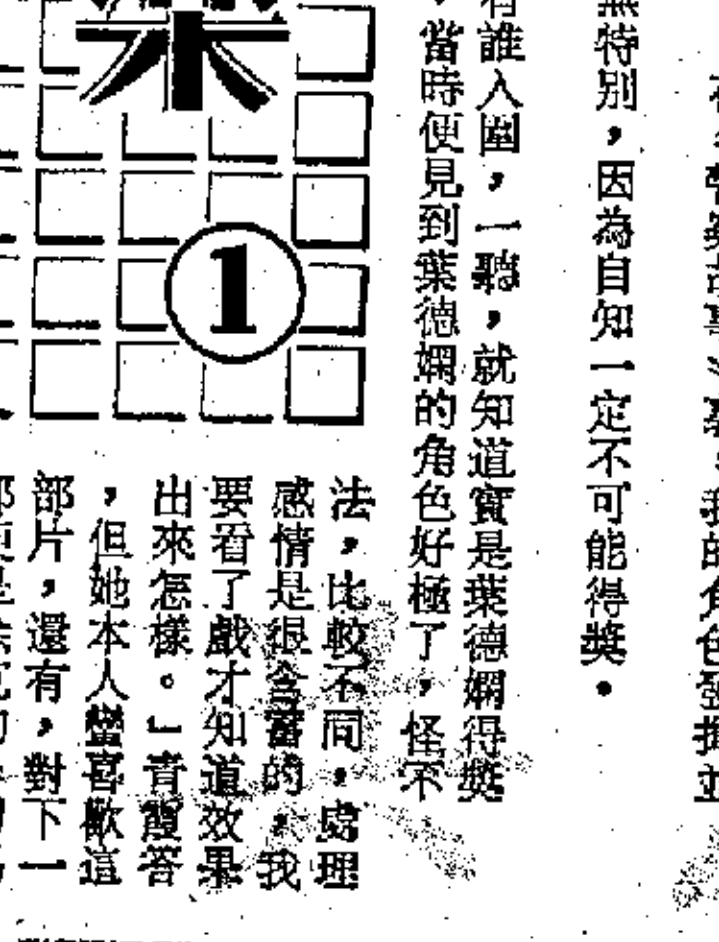 我的角色發揮並
無特別，因為自知一定不可能得獎。
有誰入圍，一聽，就知道實是葉德嫻得獎
，當時便見到葉德嫻的角色好極了，怪不
1
法，比較不同，處理
感情是很含蓄的，我
要看了戲才知道效果
出來怎樣。」青霞答
，但她本人蠻喜歡這
部片，還有，對下一